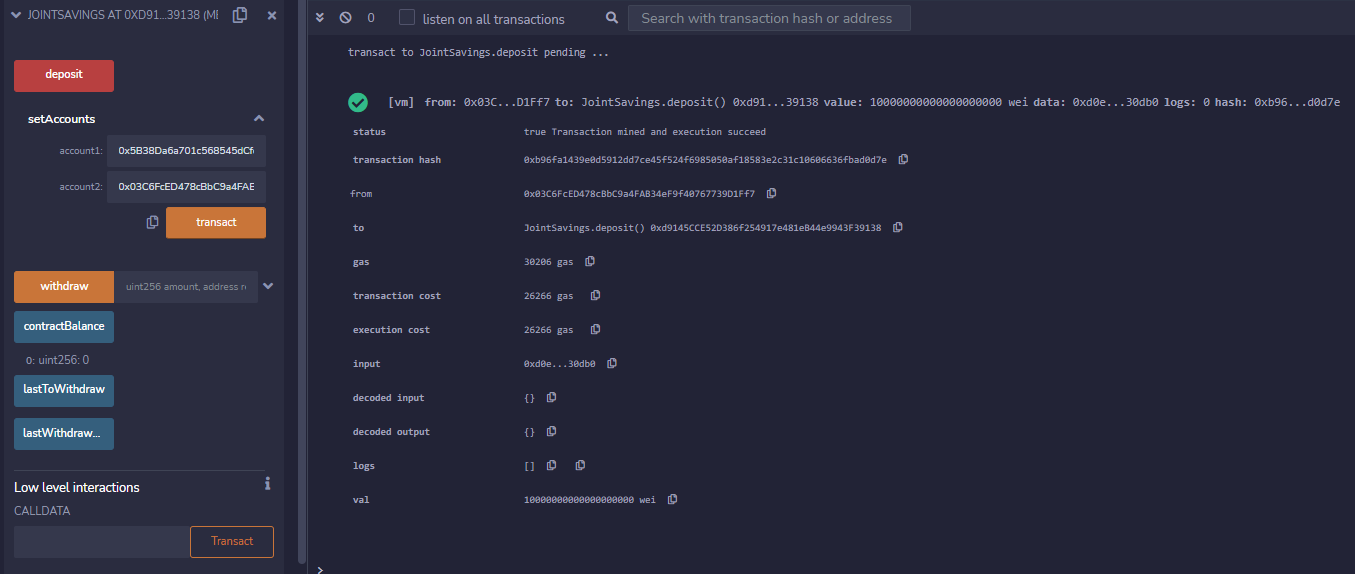 JOINTSAVINGS AT 0XD91...39138 (ME
deposit
setAccounts
account1: 0x5B38Da6a701c568545dCf
account2: 0x03C6FcED478cBbC9a4FAB
transact
withdraw uint256 amount, address re
contractBalance
0: uint256: 0
lastToWithdraw
lastWithdraw...
Low level interactions
CALLDATA
Transact
0 listen on all transactions Search with transaction hash or address
transact to JointSavings.deposit pending ...
[vm] from: 0x03C...D1Ff7 to: JointSavings.deposit() 0xd91...39138 value: 10000000000000000000 wei data: 0xd0e...30db0 logs: 0 hash: 0xb96...d0d7e
status true Transaction mined and execution succeed
transaction hash 0xb96fa1439e0d5912dd7ce45f524f6985050af18583e2c31c10606636fbad0d7e
from 0x03C6FcED478cBbC9a4FAB34eF9f40767739D1Ff7
to JointSavings.deposit() 0xd9145CCE52D386f254917e481eB44e9943F39138
gas 30206 gas
transaction cost 26266 gas
execution cost 26266 gas
input 0xd0e...30db0
decoded input {}
decoded output {}
logs []
val 10000000000000000000 wei
>